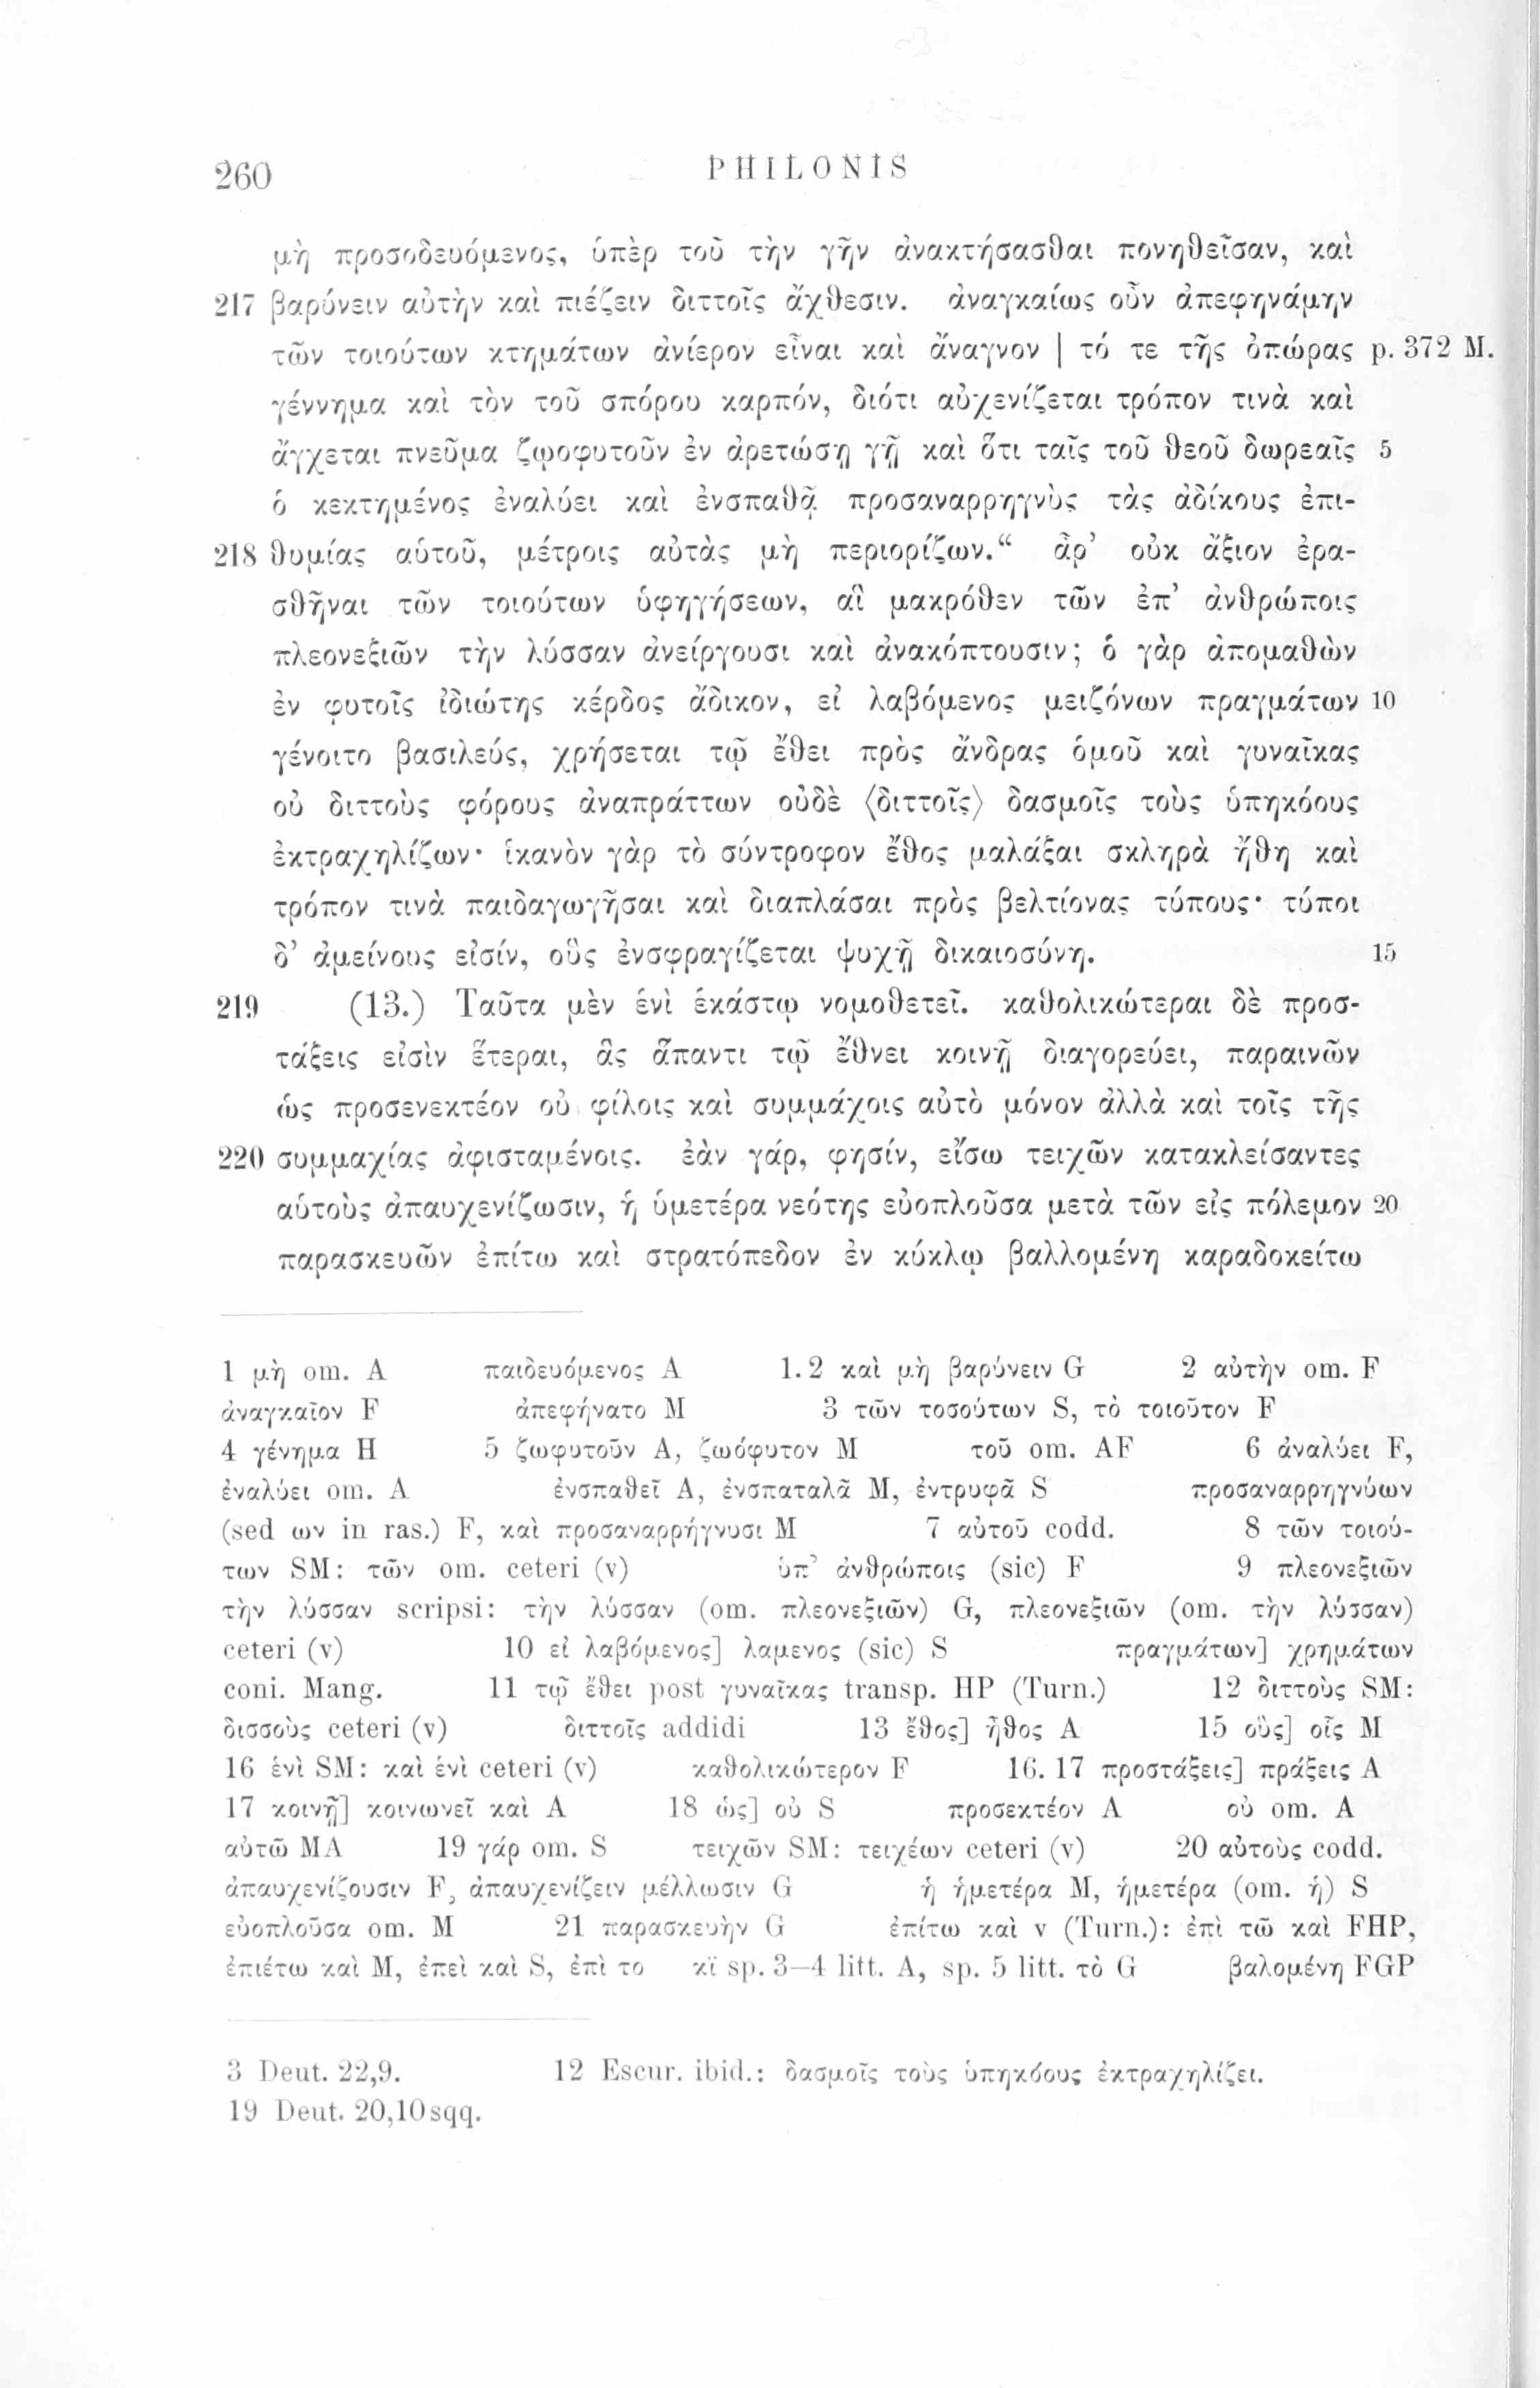 260 PHILONIS
μὴ προσοδευόμενος, ὑπὲρ τοῦ τὴν γῆν ἀνακτήσασθαι πονηθεῖσαν, καὶ
217 βαρύνειν αὐτὴν καὶ πιέζειν διττοῖς ἄχθεσιν. ἀναγκαίως οὖν ἀπεφηνάμην
τῶν τοιούτων κτημάτων ἀνίερον εἶναι καὶ ἄναγνον | τό τε τῆς ὀπώρας p. 372 M.
γέννημα καὶ τὸν τοῦ σπόρου καρπόν, διότι αὐχενίζεται τρόπον τινὰ καὶ
ἄγχεται πνεῦμα ζῳοφυτοῦν ἐν ἀρετώσῃ γῇ καὶ ὅτι ταῖς τοῦ θεοῦ δωρεαῖς 5
ὁ κεκτημένος ἐναλύει καὶ ἐνσπαθᾷ προσαναρρηγνὺς τὰς ἀδίκους ἐπι-
218 θυμίας αὑτοῦ, μέτροις αὐτὰς μὴ περιορίζων.“ ἆρ’ οὐκ ἄξιον ἐρα-
σθῆναι τῶν τοιούτων ὑφηγήσεων, αἳ μακρόθεν τῶν ἐπ’ ἀνθρώποις
πλεονεξιῶν τὴν λύσσαν ἀνείργουσι καὶ ἀνακόπτουσιν; ὁ γὰρ ἀπομαθὼν
ἐν φυτοῖς ἰδιώτης κέρδος ἄδικον, εἰ λαβόμενος μειζόνων πραγμάτων 10
γένοιτο βασιλεύς, χρήσεται τῷ ἔθει πρὸς ἄνδρας ὁμοῦ καὶ γυναῖκας
οὐ διττοὺς φόρους ἀναπράττων οὐδὲ ⟨διττοῖς⟩ δασμοῖς τοὺς ὑπηκόους
ἐκτραχηλίζων· ἱκανὸν γὰρ τὸ σύντροφον ἔθος μαλάξαι σκληρὰ ἤθη καὶ
τρόπον τινὰ παιδαγωγῆσαι καὶ διαπλάσαι πρὸς βελτίονας τύπους· τύποι
δ’ ἀμείνους εἰσίν, οὓς ἐνσφραγίζεται ψυχῇ δικαιοσύνη. 15
219 (13.) Ταῦτα μὲν ἑνὶ ἑκάστῳ νομοθετεῖ. καθολικώτεραι δὲ προσ-
τάξεις εἰσὶν ἕτεραι, ἃς ἅπαντι τῷ ἔθνει κοινῇ διαγορεύει, παραινῶν
ὡς προσενεκτέον οὐ φίλοις καὶ συμμάχοις αὐτὸ μόνον ἀλλὰ καὶ τοῖς τῆς
220 συμμαχίας ἀφισταμένοις. ἐὰν γάρ, φησίν, εἴσω τειχῶν κατακλείσαντες
αὑτοὺς ἀπαυχενίζωσιν, ἡ ὑμετέρα νεότης εὐοπλοῦσα μετὰ τῶν εἰς πόλεμον 20
παρασκευῶν ἐπίτω καὶ στρατόπεδον ἐν κύκλῳ βαλλομένη καραδοκείτω
1 μὴ om. A παιδευόμενος A 1. 2 καὶ μὴ βαρύνειν G 2 αὐτὴν om. F
ἀναγκαῖον F ἀπεφήνατο M 3 τῶν τοσούτων S, τὸ τοιοῦτον F
4 γένημα H 5 ζωφυτοῦν A, ζωόφυτον M τοῦ om. AF 6 ἀναλύει F,
ἐναλύει om. A ἐνσπαθεῖ A, ἐνσπαταλᾶ M, ἐντρυφᾶ S προσαναρρηγνύων
(sed ων in ras.) F, καὶ προσαναρρήγνυσι M 7 αὐτοῦ codd. 8 τῶν τοιού-
των SM: τῶν om. ceteri (v) ὑπ’ ἀνθρώποις (sic) F 9 πλεονεξιῶν
τὴν λύσσαν scripsi: τὴν λύσσαν (om. πλεονεξιῶν) G, πλεονεξιῶν (om. τὴν λύσσαν)
ceteri (v) 10 εἰ λαβόμενος] λαμενος (sic) S πραγμάτων] χρημάτων
coni. Mang. 11 τῷ ἔθει post γυναῖκας transp. HP (Turn.) 12 διττοὺς SM:
δισσοὺς ceteri (v) διττοῖς addidi 13 ἔθος] ἦθος A 15 οὓς] οἷς M
16 ἑνὶ SM: καὶ ἑνὶ ceteri (v) καθολικώτερον F 16. 17 προστάξεις] πράξεις A
17 κοινῇ] κοινωνεῖ καὶ A 18 ὡς] οὐ S προσεκτέον A οὐ om. A
αὐτῶ MA 19 γάρ om. S τειχῶν SM: τειχέων ceteri (v) 20 αὐτοὺς codd.
ἀπαυχενίζουσιν F, ἀπαυχενίζειν μέλλωσιν G ἡ ἡμετέρα M, ἡμετέρα (om. ἡ) S
εὐοπλοῦσα om. M 21 παρασκευὴν G ἐπίτω καὶ v (Turn.): ἐπὶ τῶ καὶ FHP,
ἐπιέτω καὶ M, ἐπεὶ καὶ S, ἐπὶ το κἲ sp. 3—4 litt. A, sp. 5 litt. τὸ G βαλομένη FGP
3 Deut. 22,9. 12 Escur. ibid.: δασμοῖς τοὺς ὑπηκόους ἐκτραχηλίζει.
19 Deut. 20,10 sqq.